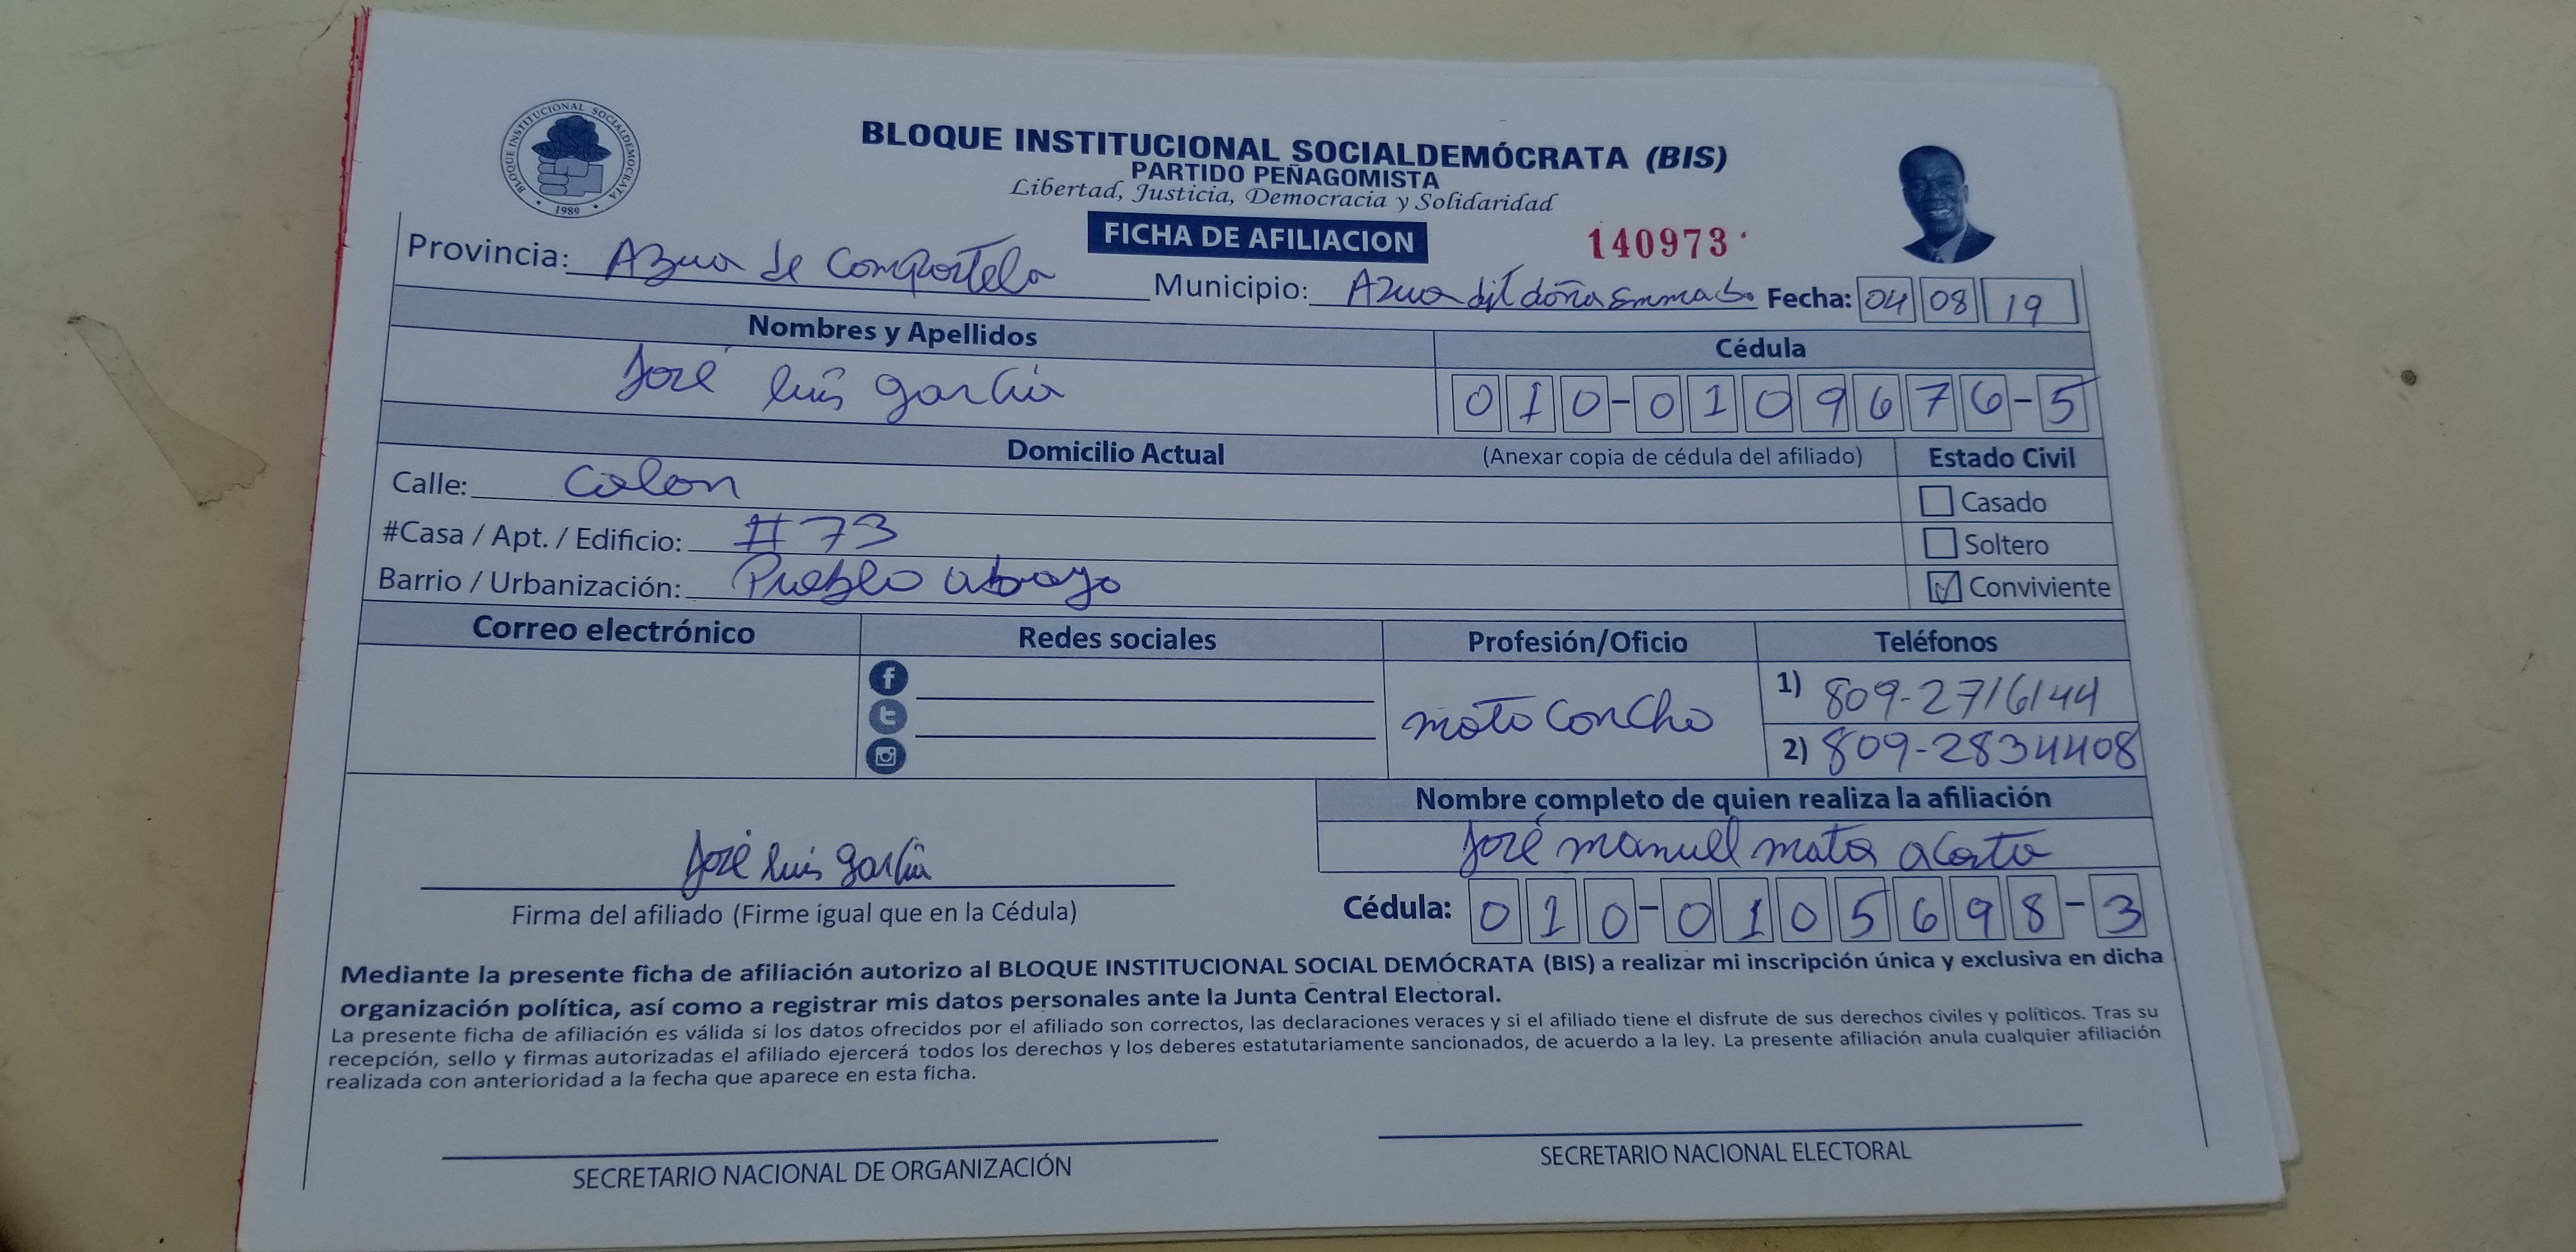 BLOQUE INSTITUCIONAL SOCIALDEMOCRATA
1989
BLOQUE INSTITUCIONAL SOCIALDEMÓCRATA (BIS)
PARTIDO PEÑAGOMISTA
Libertad, Justicia, Democracia y Solidaridad
FICHA DE AFILIACION 140973
Provincia: Azua de Compostela Municipio: Azua doña Emma Fecha: 04 08 19
Nombres y Apellidos Cédula
José luis garcía 010-0109676-5
Domicilio Actual (Anexar copia de cédula del afiliado) Estado Civil
Calle: Colon Casado
#Casa / Apt. / Edificio: #73 Soltero
Barrio / Urbanización: Pueblo abajo Conviviente
Correo electrónico Redes sociales Profesión/Oficio Teléfonos
moto concho 1) 809-2716144
2) 809-2834408
Nombre completo de quien realiza la afiliación
José luis garcía José manuel mata acosta
Firma del afiliado (Firme igual que en la Cédula) Cédula: 010-0105698-3
Mediante la presente ficha de afiliación autorizo al BLOQUE INSTITUCIONAL SOCIAL DEMÓCRATA (BIS) a realizar mi inscripción única y exclusiva en dicha
organización política, así como a registrar mis datos personales ante la Junta Central Electoral.
La presente ficha de afiliación es válida si los datos ofrecidos por el afiliado son correctos, las declaraciones veraces y si el afiliado tiene el disfrute de sus derechos civiles y políticos. Tras su
recepción, sello y firmas autorizadas el afiliado ejercerá todos los derechos y los deberes estatutariamente sancionados, de acuerdo a la ley. La presente afiliación anula cualquier afiliación
realizada con anterioridad a la fecha que aparece en esta ficha.
SECRETARIO NACIONAL DE ORGANIZACIÓN SECRETARIO NACIONAL ELECTORAL